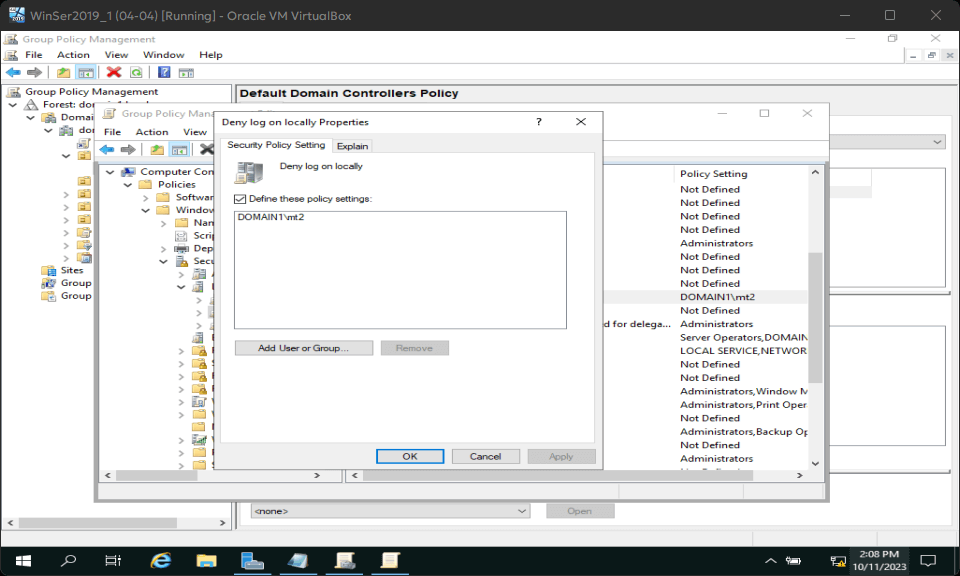 WinSer2019_1 (04-04) [Running] - Oracle VM VirtualBox
Group Policy Management
File Action View Window Help
Group Policy Management
Forest:
Domai
Sites
Group
Group
Default Domain Controllers Policy
Group Policy Mana
File Action View
Computer Con
Policies
Softwar
Window
Nam
Scrip
Dep
Secu
Deny log on locally Properties
?
Security Policy Setting
Explain
Deny log on locally
Define these policy settings:
DOMAIN1\mt2
Add User or Group...
Remove
OK
Cancel
Apply
Policy Setting
Not Defined
Not Defined
Not Defined
Not Defined
Administrators
Not Defined
Not Defined
Not Defined
DOMAIN1\mt2
Not Defined
d for delega... Administrators
Server Operators,DOMAIN
LOCAL SERVICE,NETWOR
Not Defined
Not Defined
Administrators,Window M
Administrators,Print Oper
Not Defined
Administrators,Backup Op
Not Defined
Administrators
<none>
Open
2:08 PM
10/11/2023